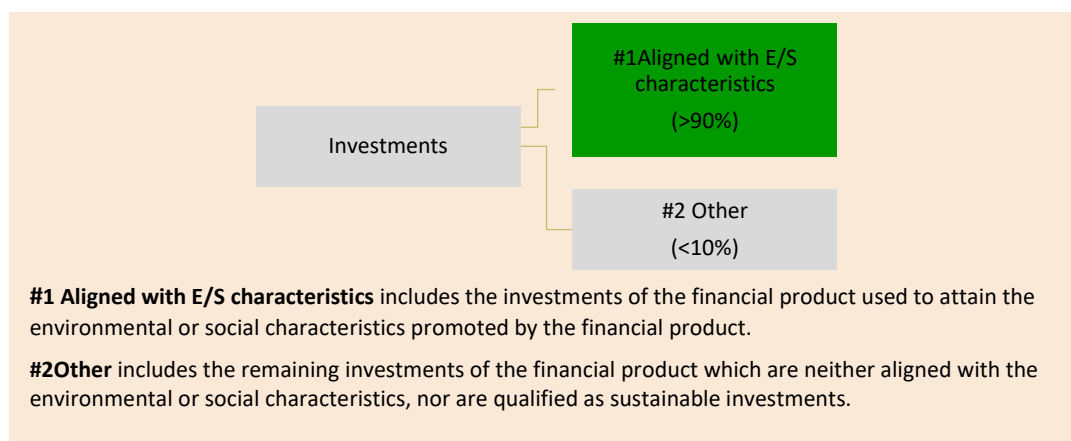 #1Aligned with E/S
characteristics
(>90%)
Investments
#2 Other
(<10%)
#1 Aligned with E/S characteristics includes the investments of the financial product used to attain the
environmental or social characteristics promoted by the financial product.
#2Other includes the remaining investments of the financial product which are neither aligned with the
environmental or social characteristics, nor are qualified as sustainable investments.